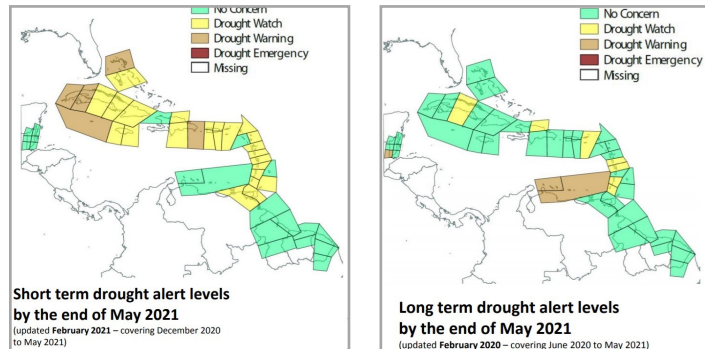 No Concern
Drought Watch
Drought Warning
Drought Emergency
Missing
Short term drought alert levels
by the end of May 2021
(updated February 2021 – covering December 2020
to May 2021)
No Concern
Drought Watch
Drought Warning
Drought Emergency
Missing
Long term drought alert levels
by the end of May 2021
(updated February 2020 – covering June 2020 to May 2021)